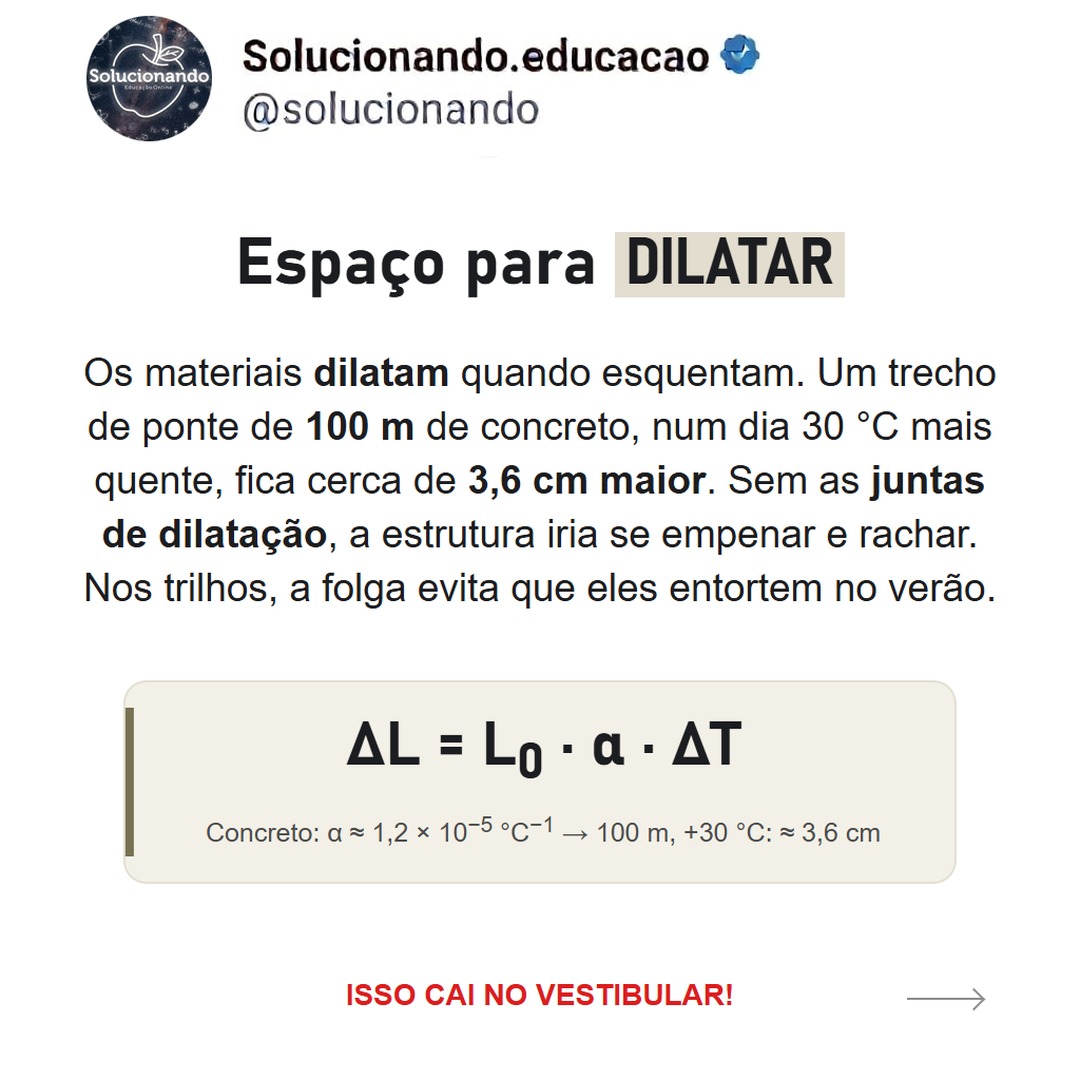 Solucionando
Educação Online
Solucionando.educacao
@solucionando
Espaço para DILATAR
Os materiais dilatam quando esquentam. Um trecho
de ponte de 100 m de concreto, num dia 30 °C mais
quente, fica cerca de 3,6 cm maior. Sem as juntas
de dilatação, a estrutura iria se empenar e rachar.
Nos trilhos, a folga evita que eles entortem no verão.
ΔL = L₀ · α · ΔT
Concreto: α ≈ 1,2 × 10⁻⁵ °C⁻¹ → 100 m, +30 °C: ≈ 3,6 cm
ISSO CAI NO VESTIBULAR!